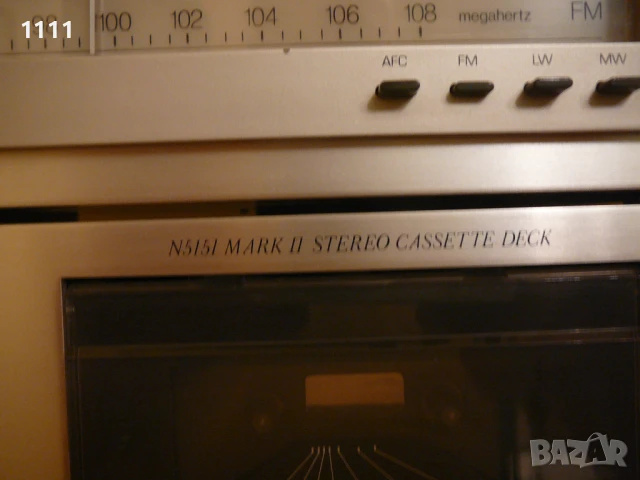 1111
98 100 102 104 106 108 megahertz FM
AFC FM LW MW
N5151 MARK II STEREO CASSETTE DECK
BAZAR